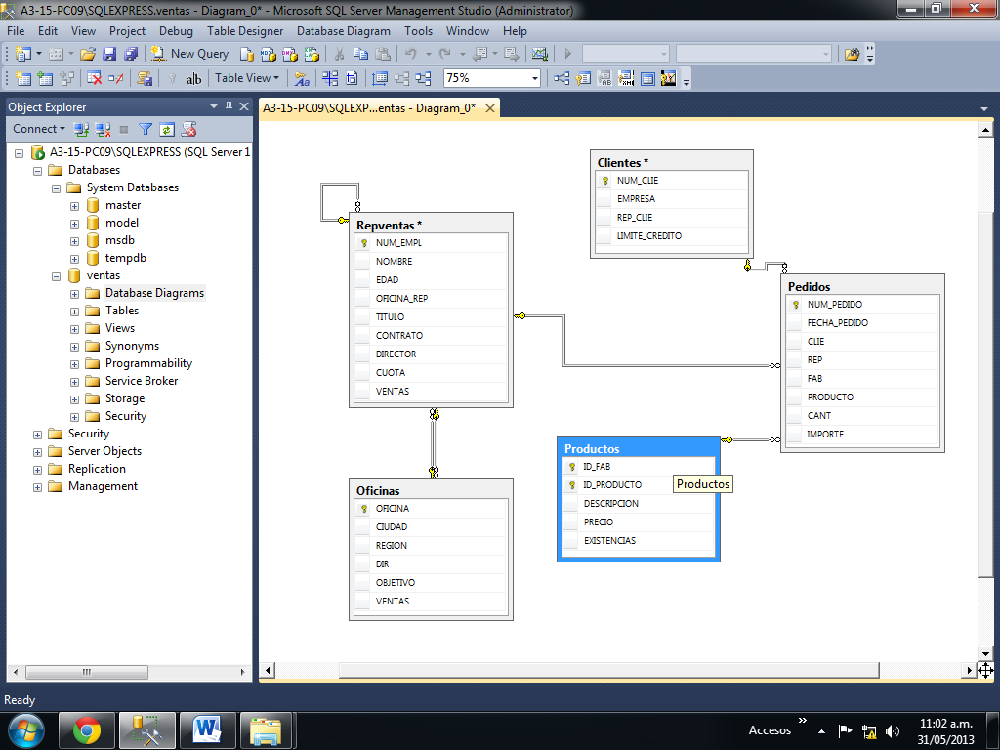 A3-15-PC09\SQLEXPRESS.ventas - Diagram_0* - Microsoft SQL Server Management Studio (Administrator)
File Edit View Project Debug Table Designer Database Diagram Tools Window Help
New Query
ab Table View 75%
Object Explorer
Connect
A3-15-PC09\SQLEXPRESS (SQL Server 1
Databases
System Databases
master
model
msdb
tempdb
ventas
Database Diagrams
Tables
Views
Synonyms
Programmability
Service Broker
Storage
Security
Security
Server Objects
Replication
Management
A3-15-PC09\SQLEXP...entas - Diagram_0*
Clientes *
NUM_CLIE
EMPRESA
REP_CLIE
LIMITE_CREDITO
Repventas *
NUM_EMPL
NOMBRE
EDAD
OFICINA_REP
TITULO
CONTRATO
DIRECTOR
CUOTA
VENTAS
Pedidos
NUM_PEDIDO
FECHA_PEDIDO
CLIE
REP
FAB
PRODUCTO
CANT
IMPORTE
Productos
ID_FAB
ID_PRODUCTO
DESCRIPCION
PRECIO
EXISTENCIAS
Productos
Oficinas
OFICINA
CIUDAD
REGION
DIR
OBJETIVO
VENTAS
Ready
Accesos
11:02 a.m.
31/05/2013